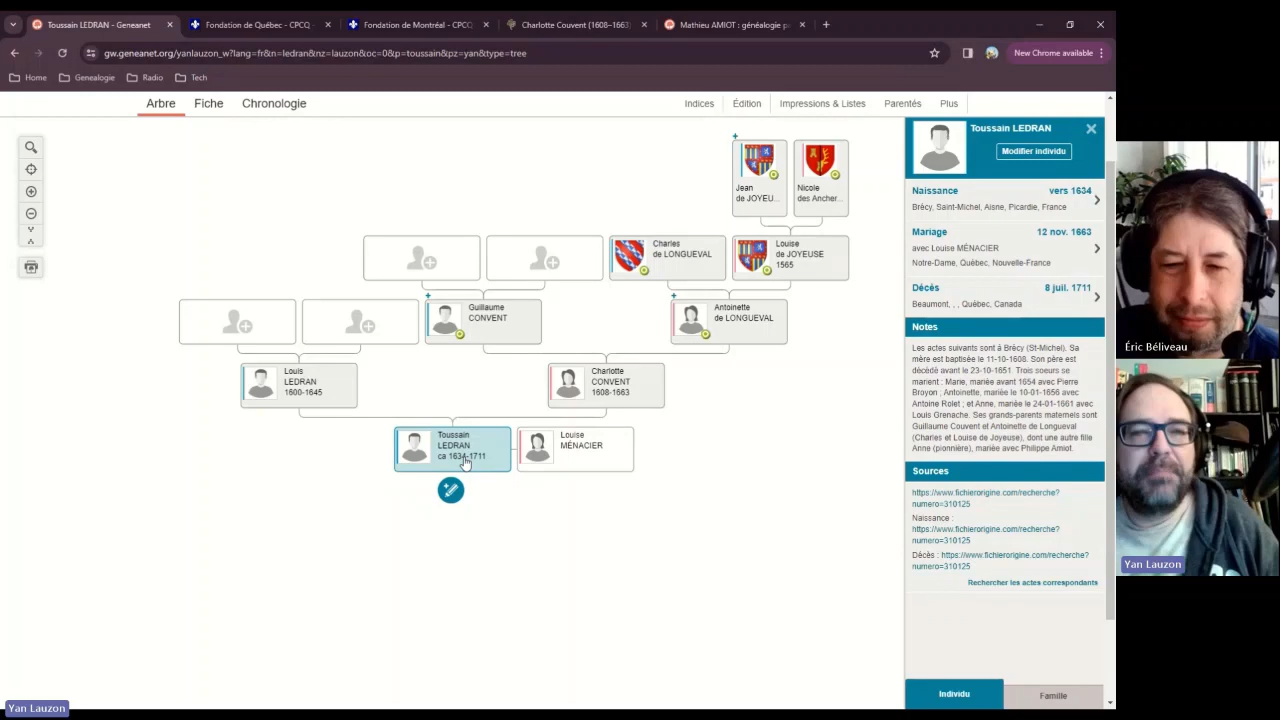 Toussain LEDRAN - Geneanet
Fondation de Québec - CPCQ -
Fondation de Montréal - CPCQ
Charlotte Couvent (1608–1663)
Mathieu AMIOT : généalogie p
gw.geneanet.org/yanlauzon_w?lang=fr&n=ledran&nz=lauzon&oc=0&p=toussain&pz=yan&type=tree
New Chrome available
Home
Genealogie
Radio
Tech
Arbre
Fiche
Chronologie
Indices
Édition
Impressions & Listes
Parentés
Plus
Jean
de JOYEU...
Nicole
des Ancher...
Charles
de LONGUEVAL
Louise
de JOYEUSE
1565
Guillaume
CONVENT
Antoinette
de LONGUEVAL
Louis
LEDRAN
1600-1645
Charlotte
CONVENT
1608-1663
Toussain
LEDRAN
ca 1634-1711
Louise
MÉNACIER
Toussain LEDRAN
Modifier individu
Naissance vers 1634
Brécy, Saint-Michel, Aisne, Picardie, France
Mariage 12 nov. 1663
avec Louise MÉNACIER
Notre-Dame, Québec, Nouvelle-France
Décès 8 juil. 1711
Beaumont, , , Québec, Canada
Notes
Les actes suivants sont à Brécy (St-Michel). Sa
mère est baptisée le 11-10-1608. Son père est
décédé avant le 23-10-1651. Trois soeurs se
marient : Marie, mariée avant 1654 avec Pierre
Broyon ; Antoinette, mariée le 10-01-1656 avec
Antoine Rolet ; et Anne, mariée le 24-01-1661 avec
Louis Grenache. Ses grands-parents maternels sont
Guillaume Couvent et Antoinette de Longueval
(Charles et Louise de Joyeuse), dont une autre fille
Anne (pionnière), mariée avec Philippe Amiot.
Sources
https://www.fichierorigine.com/recherche?
numero=310125
Naissance :
https://www.fichierorigine.com/recherche?
numero=310125
Décès : https://www.fichierorigine.com/recherche?
numero=310125
Rechercher les actes correspondants
Individu
Famille
Éric Béliveau
Yan Lauzon
Yan Lauzon